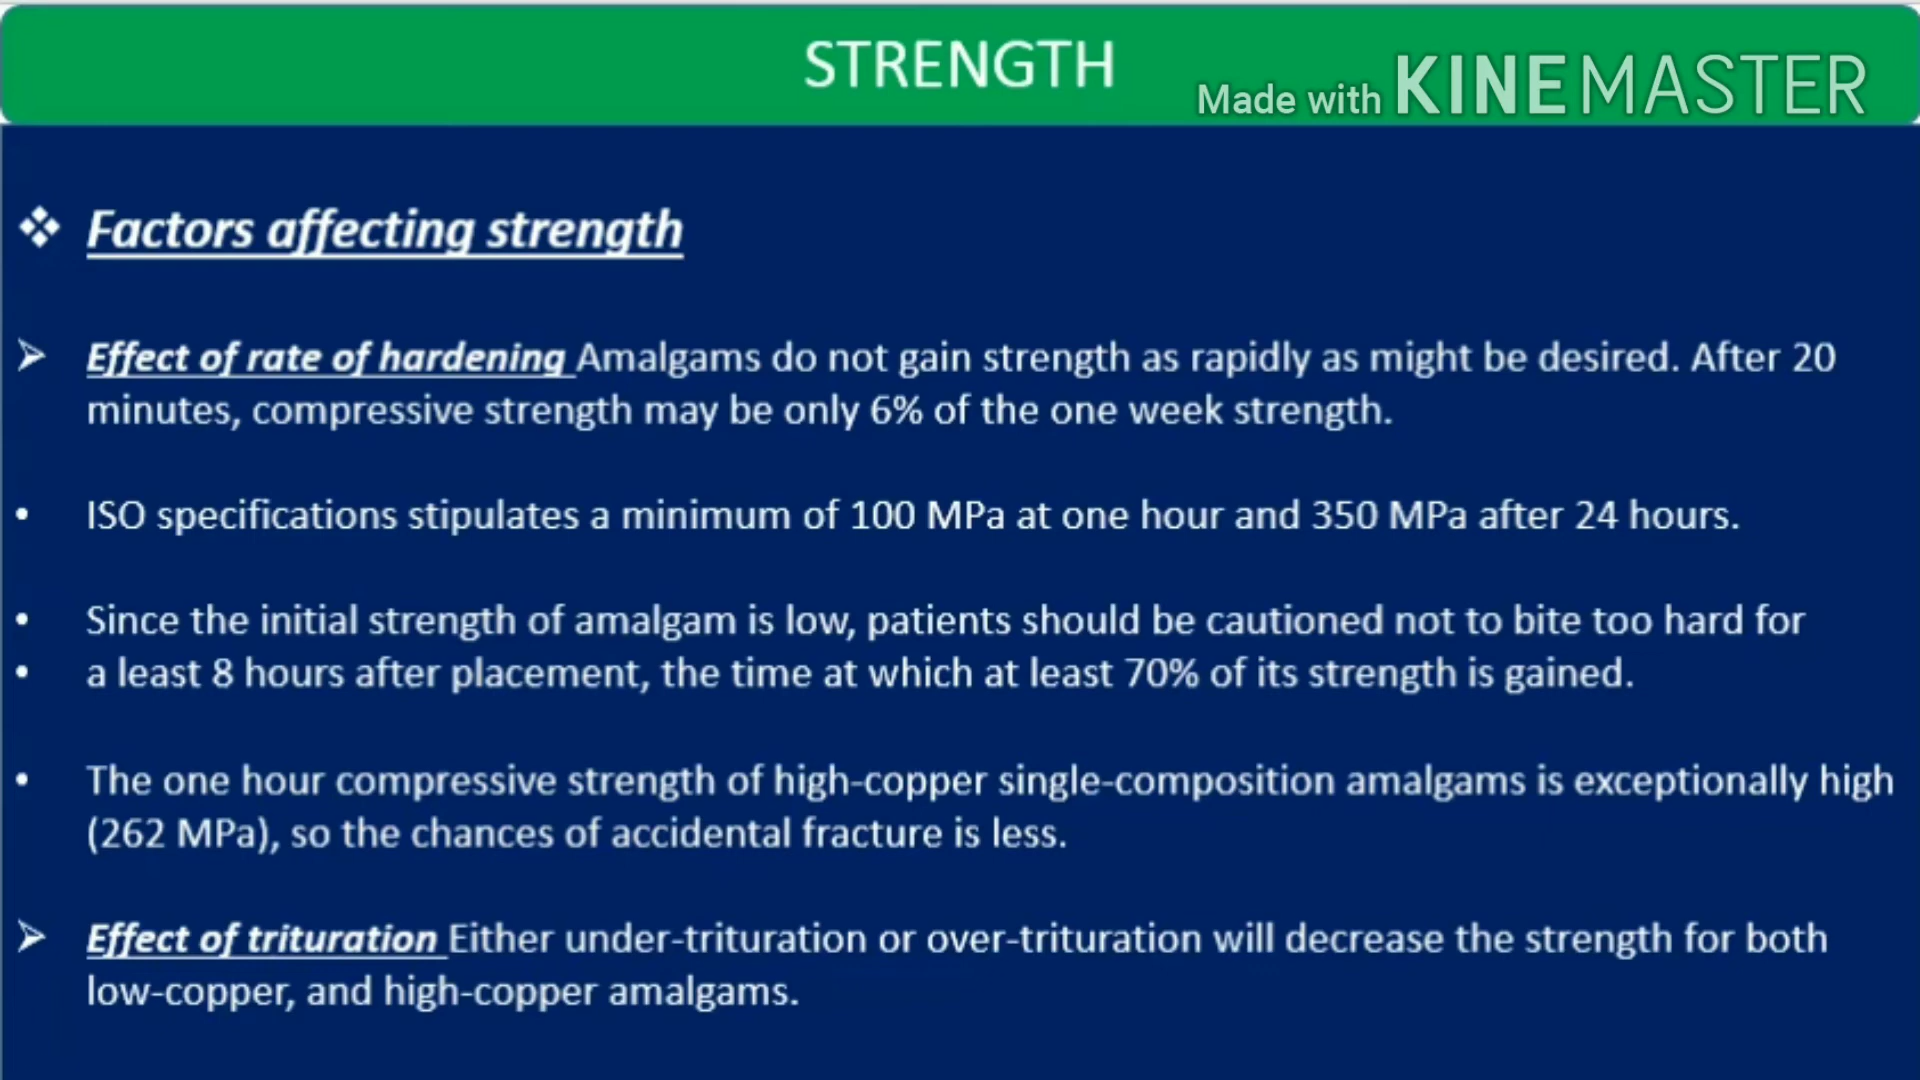 STRENGTH
Made with KINEMASTER
❖ Factors affecting strength
➢ Effect of rate of hardening Amalgams do not gain strength as rapidly as might be desired. After 20
minutes, compressive strength may be only 6% of the one week strength.
• ISO specifications stipulates a minimum of 100 MPa at one hour and 350 MPa after 24 hours.
• Since the initial strength of amalgam is low, patients should be cautioned not to bite too hard for
• a least 8 hours after placement, the time at which at least 70% of its strength is gained.
• The one hour compressive strength of high-copper single-composition amalgams is exceptionally high
(262 MPa), so the chances of accidental fracture is less.
➢ Effect of trituration Either under-trituration or over-trituration will decrease the strength for both
low-copper, and high-copper amalgams.